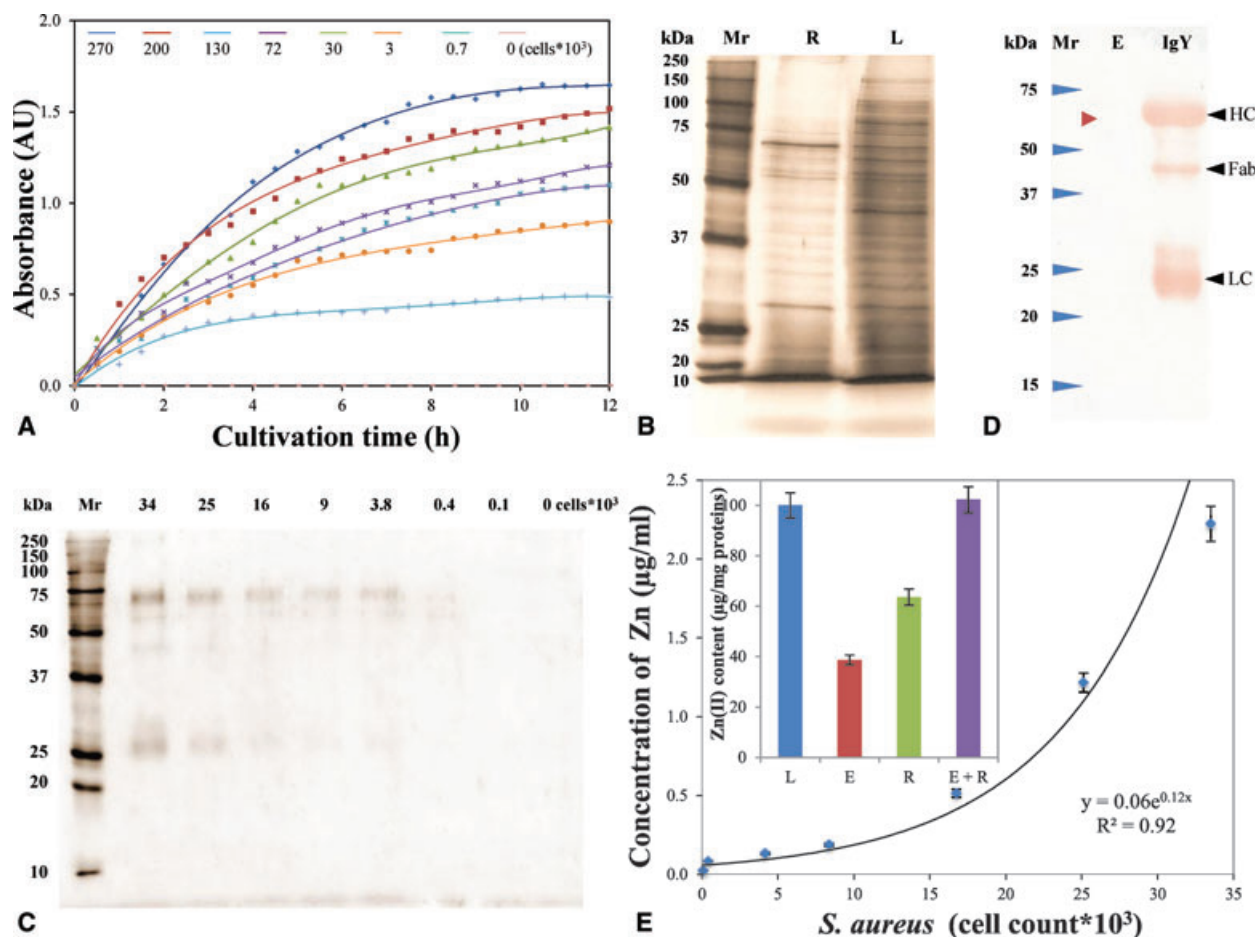 2.0
270 200 130 72 30 3 0.7 0 (cells*10³)
1.5
1.0
0.5
0.0
0 2 4 6 8 10 12
Absorbance (AU)
Cultivation time (h)
A
kDa Mr R L
250
150
100
75
50
37
25
20
10
B
kDa Mr E IgY
75
HC
50
Fab
37
25
LC
20
15
D
kDa Mr 34 25 16 9 3.8 0.4 0.1 0 cells*10³
250
150
100
75
50
37
25
20
10
C
2.5
2.0
1.5
1.0
0.5
0.0
0 5 10 15 20 25 30 35
Concentration of Zn (µg/ml)
S. aureus (cell count*10³)
100
80
60
40
20
0
L E R E + R
Zn(II) content (µg/mg proteins)
y = 0.06e^0.12x
R² = 0.92
E